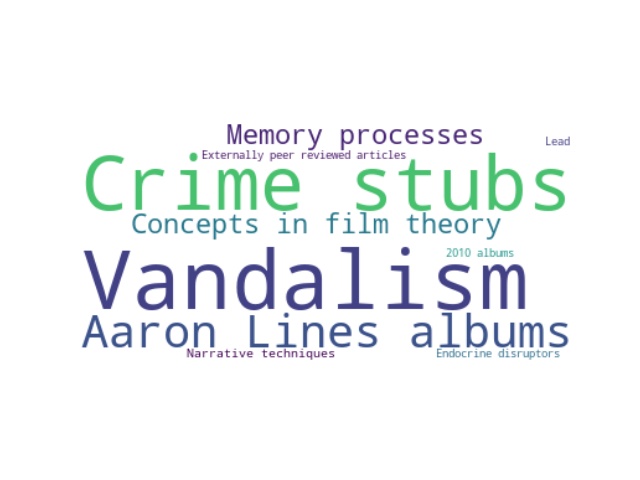 Memory processes
Lead
Externally peer reviewed articles
Crime stubs
Concepts in film theory
Vandalism
2010 albums
Aaron Lines albums
Narrative techniques
Endocrine disruptors